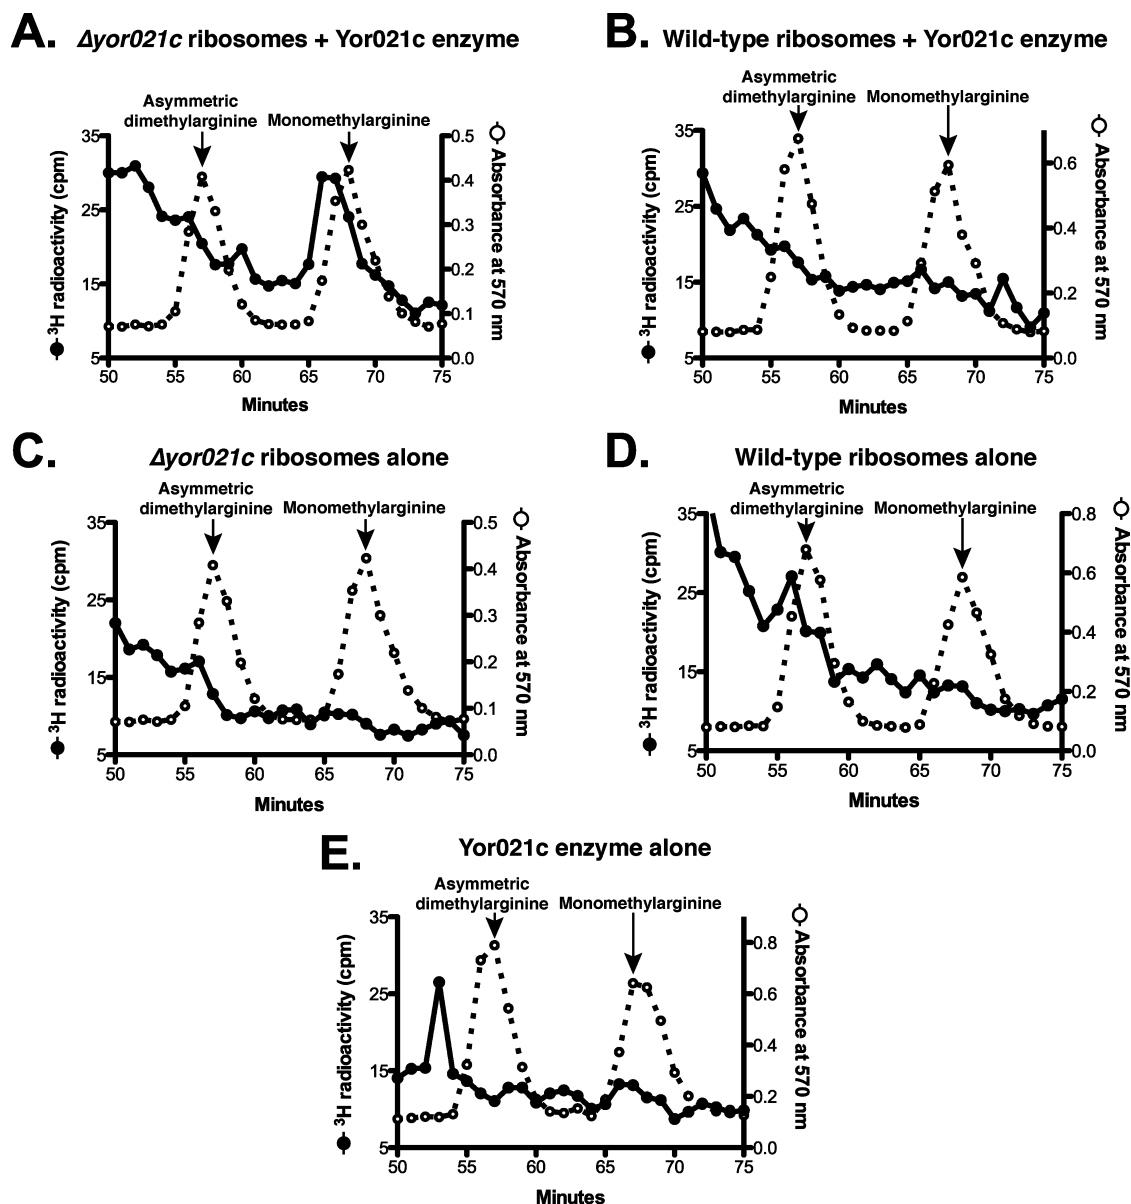 A. Δyor021c ribosomes + Yor021c enzyme
Asymmetric
dimethylarginine
Monomethylarginine
35
25
15
5
³H radioactivity (cpm)
0.5
0.4
0.3
0.2
0.1
0.0
Absorbance at 570 nm
50 55 60 65 70 75
Minutes
B. Wild-type ribosomes + Yor021c enzyme
Asymmetric
dimethylarginine
Monomethylarginine
35
25
15
5
³H radioactivity (cpm)
0.6
0.4
0.2
0.0
Absorbance at 570 nm
50 55 60 65 70 75
Minutes
C. Δyor021c ribosomes alone
Asymmetric
dimethylarginine
Monomethylarginine
35
25
15
5
³H radioactivity (cpm)
0.5
0.4
0.3
0.2
0.1
0.0
Absorbance at 570 nm
50 55 60 65 70 75
Minutes
D. Wild-type ribosomes alone
Asymmetric
dimethylarginine
Monomethylarginine
35
25
15
5
³H radioactivity (cpm)
0.8
0.6
0.4
0.2
0.0
Absorbance at 570 nm
50 55 60 65 70 75
Minutes
E. Yor021c enzyme alone
Asymmetric
dimethylarginine
Monomethylarginine
35
25
15
5
³H radioactivity (cpm)
0.8
0.6
0.4
0.2
0.0
Absorbance at 570 nm
50 55 60 65 70 75
Minutes